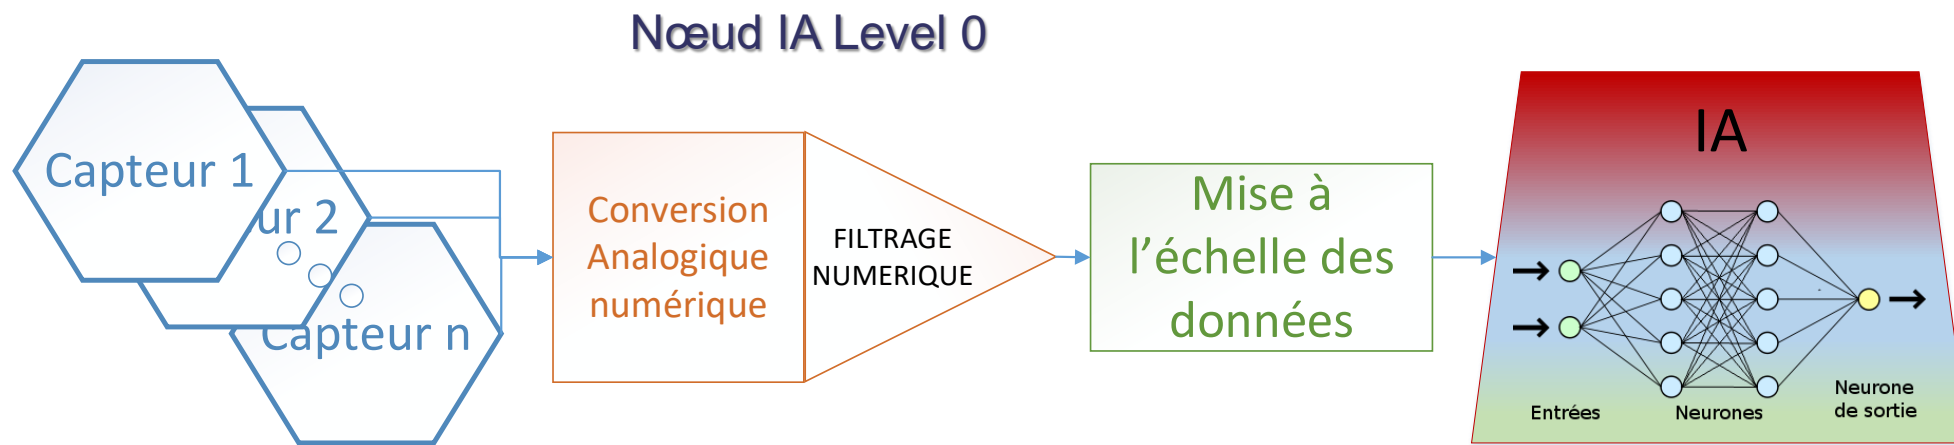 Nœud IA Level 0
Capteur 1
ur 2
Capteur n
Conversion
Analogique
numérique
FILTRAGE
NUMERIQUE
Mise à
l’échelle des
données
IA
Entrées
Neurones
Neurone
de sortie